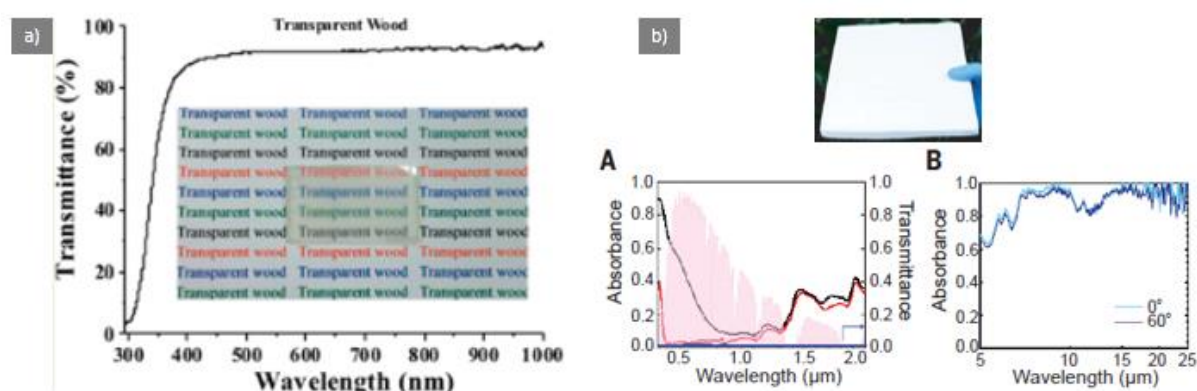 a)
Transparent Wood
Transmittance (%)
100
80
60
40
20
0
Transparent wood Transparent wood Transparent wood
Transparent wood Transparent wood Transparent wood
Transparent wood Transparent wood Transparent wood
Transparent wood Transparent wood Transparent wood
Transparent wood Transparent wood Transparent wood
Transparent wood Transparent wood Transparent wood
Transparent wood Transparent wood Transparent wood
Transparent wood Transparent wood Transparent wood
Transparent wood Transparent wood Transparent wood
Transparent wood Transparent wood Transparent wood
300 400 500 600 700 800 900 1000
Wavelength (nm)
b)
A
Absorbance
1.0
0.8
0.6
0.4
0.2
0.0
1.0
0.8
0.6
0.4
0.2
0.0
Transmittance
0.5 1.0 1.5 2.0
Wavelength (μm)
B
Absorbance
1.0
0.8
0.6
0.4
0.2
0.0
0°
60°
5 10 15 20 25
Wavelength (μm)